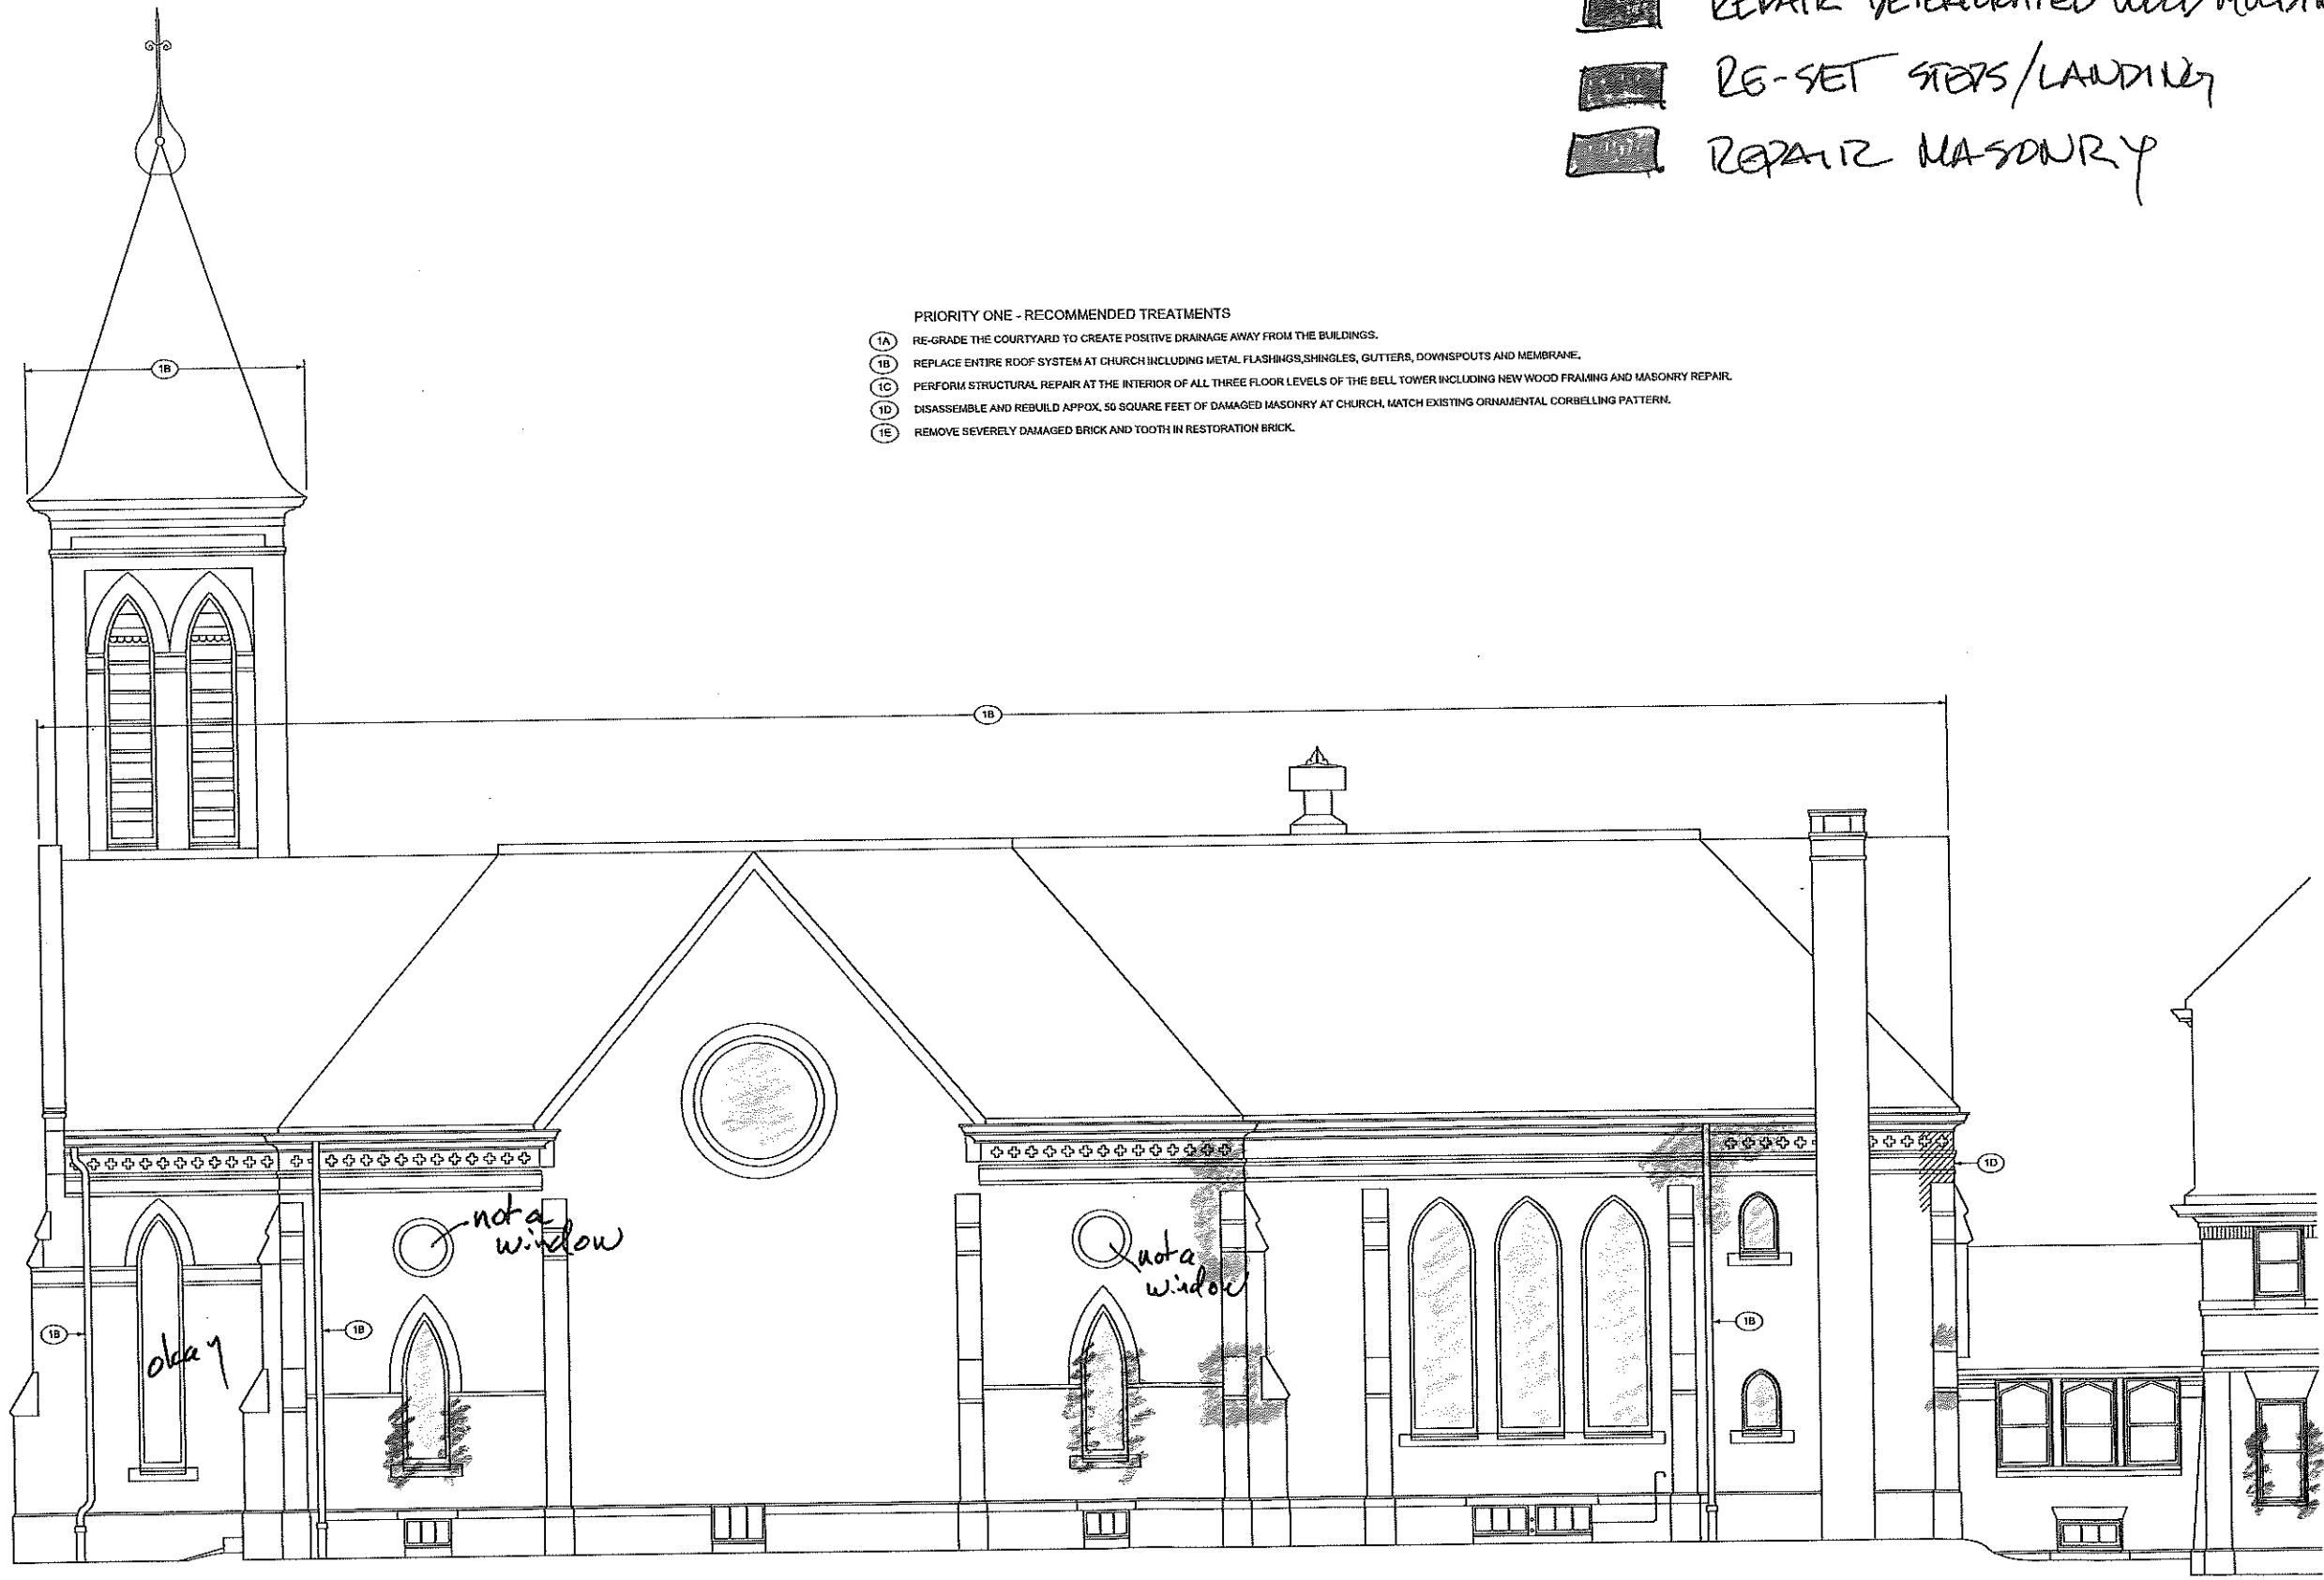 REPAIR DETERIORATED WOOD
RE-SET STEPS/LANDING
REPAIR MASONRY
PRIORITY ONE - RECOMMENDED TREATMENTS
1A RE-GRADE THE COURTYARD TO CREATE POSITIVE DRAINAGE AWAY FROM THE BUILDINGS.
1B REPLACE ENTIRE ROOF SYSTEM AT CHURCH INCLUDING METAL FLASHINGS,SHINGLES, GUTTERS, DOWNSPOUTS AND MEMBRANE.
1C PERFORM STRUCTURAL REPAIR AT THE INTERIOR OF ALL THREE FLOOR LEVELS OF THE BELL TOWER INCLUDING NEW WOOD FRAMING AND MASONRY REPAIR.
1D DISASSEMBLE AND REBUILD APPOX. 50 SQUARE FEET OF DAMAGED MASONRY AT CHURCH, MATCH EXISTING ORNAMENTAL CORBELLING PATTERN.
1E REMOVE SEVERELY DAMAGED BRICK AND TOOTH IN RESTORATION BRICK.
1B
1B
1D
not a
window
not a
window
1B
1B
1B
okay